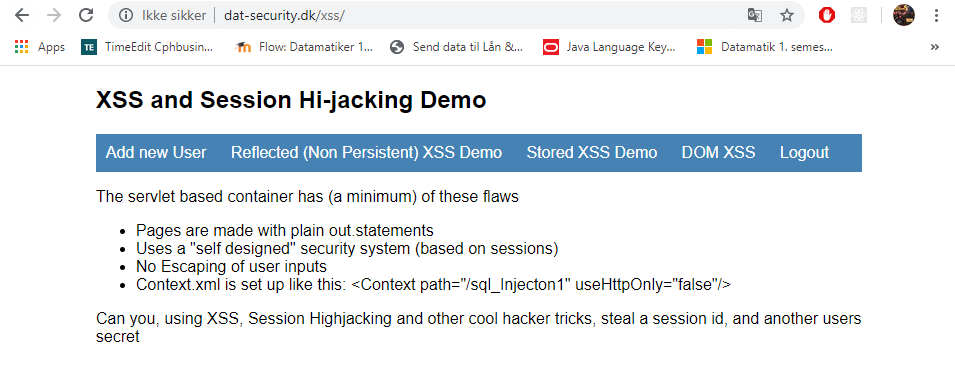 Ikke sikker | dat-security.dk/xss/
Apps TimeEdit Cphbusin... Flow: Datamatiker 1... Send data til Lån &... Java Language Key... Datamatik 1. semes... »
XSS and Session Hi-jacking Demo
Add new User Reflected (Non Persistent) XSS Demo Stored XSS Demo DOM XSS Logout
The servlet based container has (a minimum) of these flaws
• Pages are made with plain out.statements
• Uses a "self designed" security system (based on sessions)
• No Escaping of user inputs
• Context.xml is set up like this: <Context path="/sql_Injecton1" useHttpOnly="false"/>
Can you, using XSS, Session Highjacking and other cool hacker tricks, steal a session id, and another users
secret